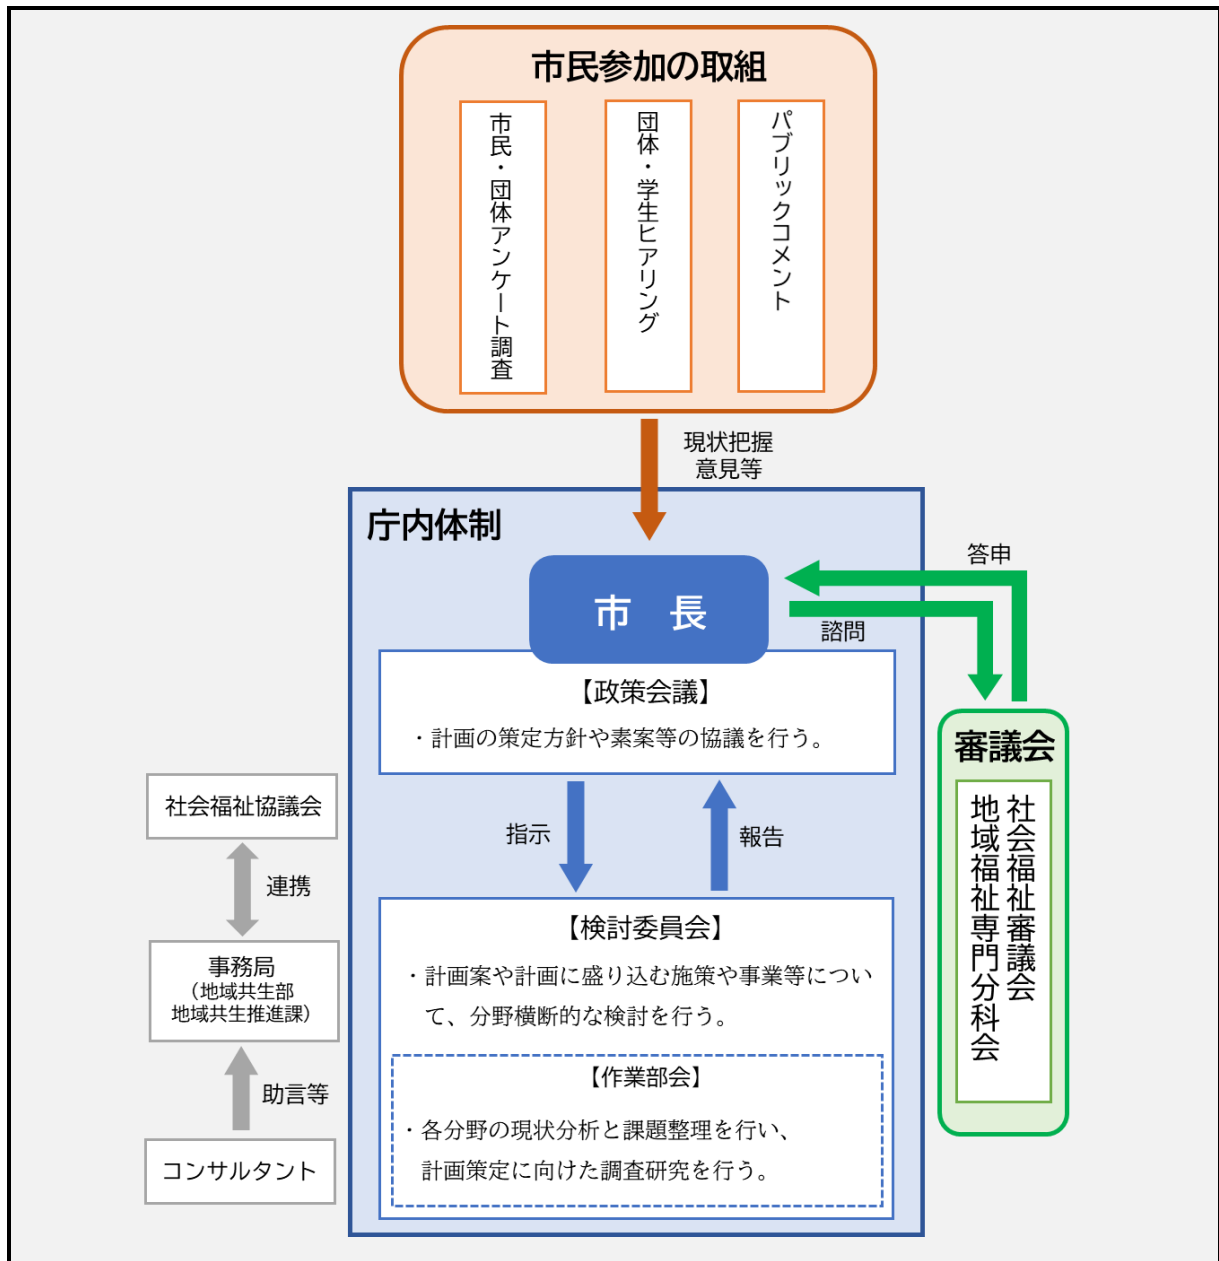 市民参加の取組
市民・団体アンケート調査
団体・学生ヒアリング
パブリックコメント
現状把握
意見等
庁内体制
市　長
答申
諮問
【政策会議】
・計画の策定方針や素案等の協議を行う。
指示
報告
【検討委員会】
・計画案や計画に盛り込む施策や事業等につい
て、分野横断的な検討を行う。
【作業部会】
・各分野の現状分析と課題整理を行い、
計画策定に向けた調査研究を行う。
審議会
社会福祉審議会
地域福祉専門分科会
社会福祉協議会
連携
事務局
（地域共生部
地域共生推進課）
助言等
コンサルタント